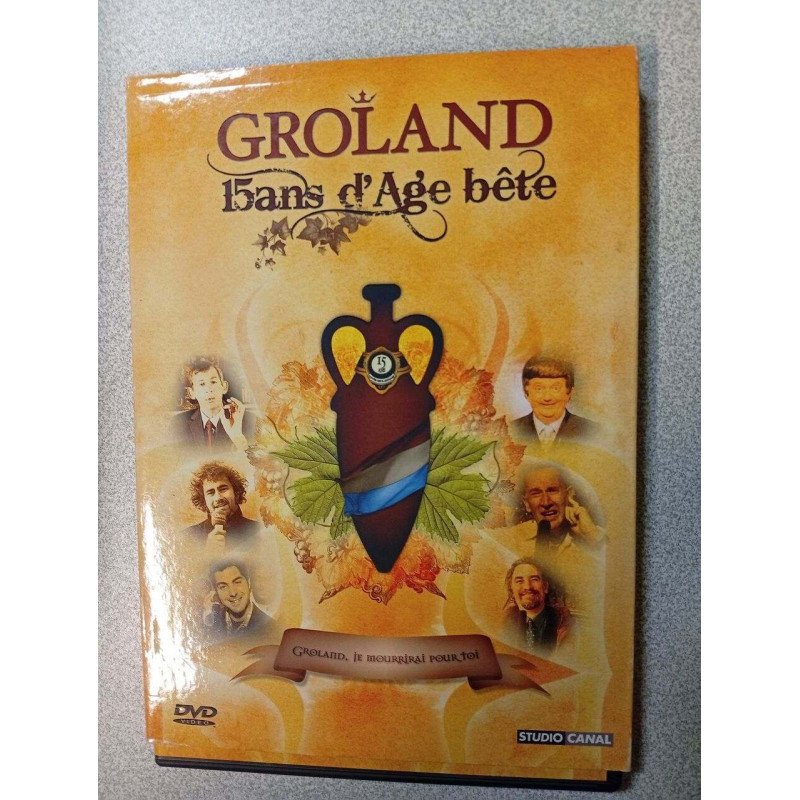 GROLAND
15ans d'Age bête
15
GROLAND, JE MOURRIRAI POUR TOI
DVD
VIDEO
STUDIO CANAL